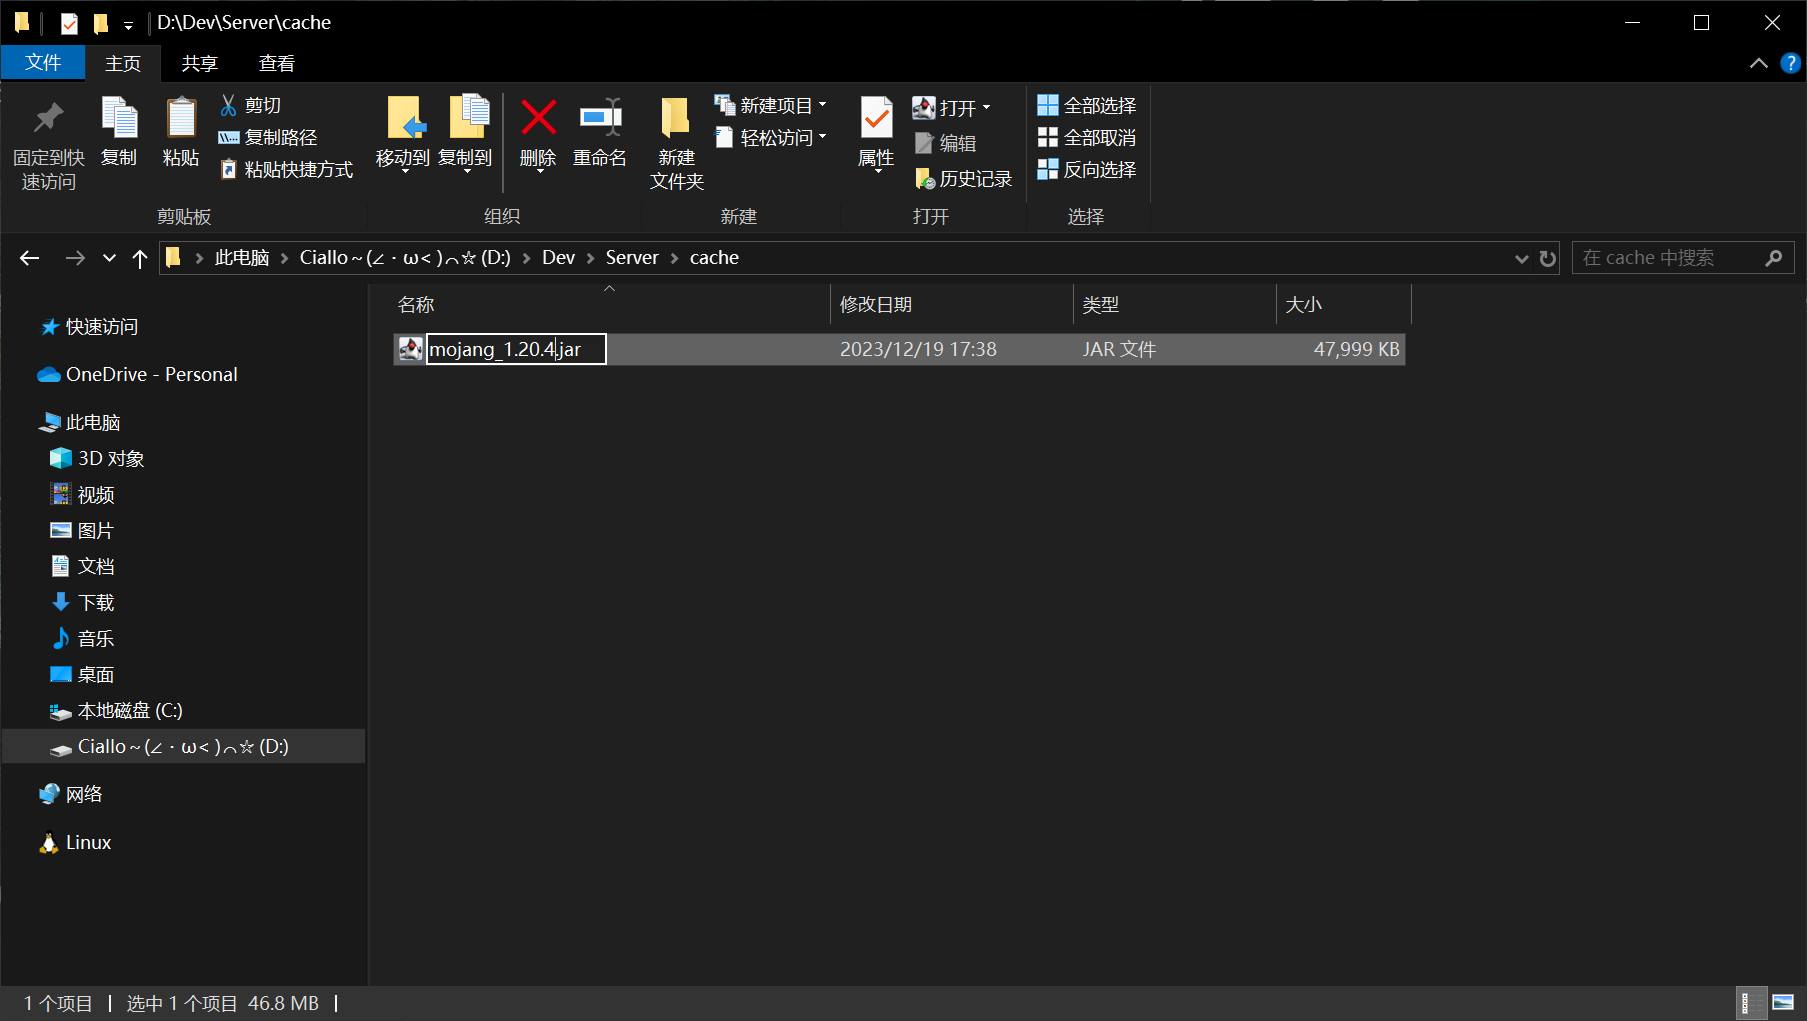 D:\Dev\Server\cache
文件 主页 共享 查看
固定到快
速访问
复制
粘贴
剪切
复制路径
粘贴快捷方式
剪贴板
移动到
复制到
删除
重命名
组织
新建
文件夹
新建项目
轻松访问
新建
属性
打开
编辑
历史记录
打开
全部选择
全部取消
反向选择
选择
此电脑 > Ciallo～(∠・ω< )⌒☆ (D:) > Dev > Server > cache
在 cache 中搜索
快速访问
OneDrive - Personal
此电脑
3D 对象
视频
图片
文档
下载
音乐
桌面
本地磁盘 (C:)
Ciallo～(∠・ω< )⌒☆ (D:)
网络
Linux
名称 修改日期 类型 大小
mojang_1.20.4.jar 2023/12/19 17:38 JAR 文件 47,999 KB
1 个项目 选中 1 个项目 46.8 MB